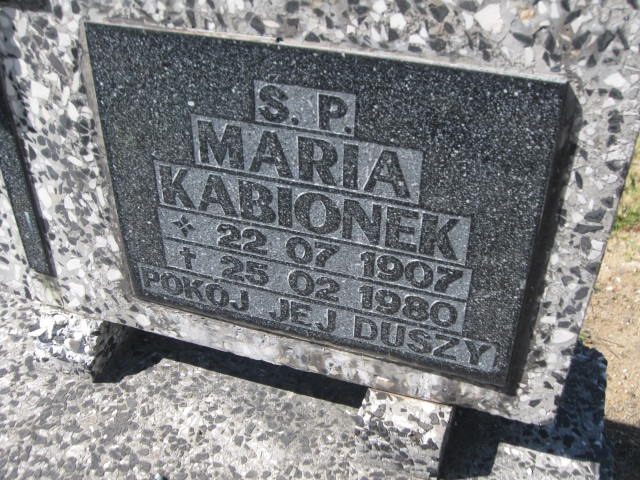 S. P.
MARIA
KABIONEK
22 07 1907
† 25 02 1980
POKÓJ JEJ DUSZY